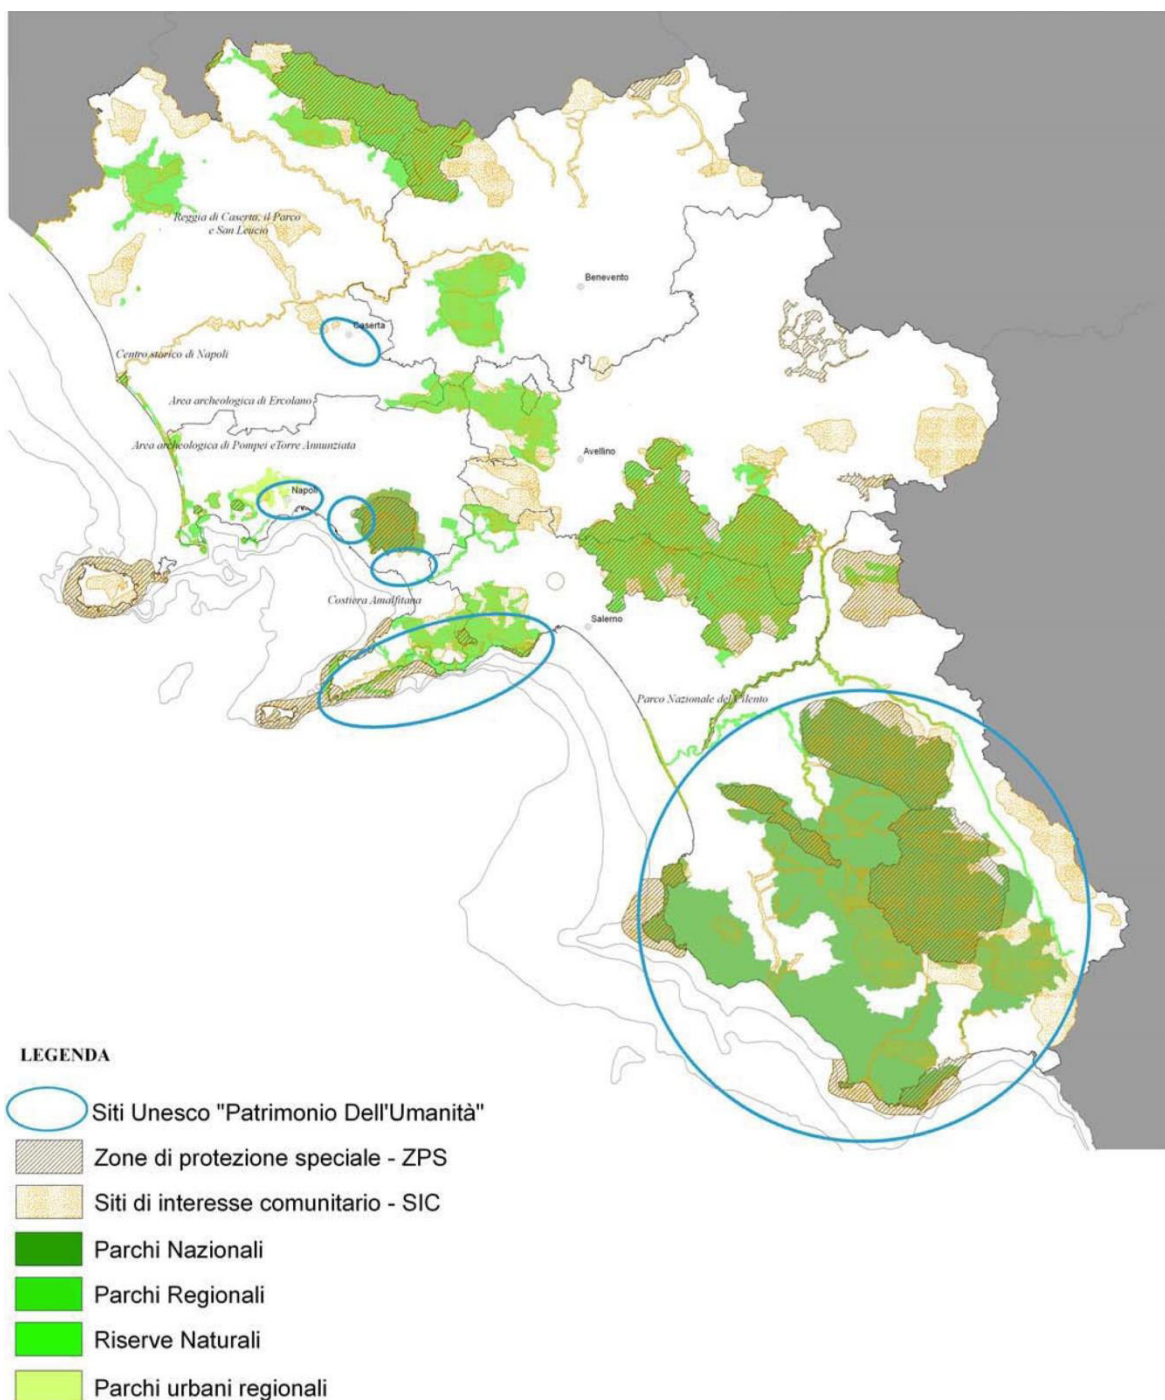 Reggia di Caserta, il Parco
e San Leucio
Benevento
Caserta
Centro storico di Napoli
Area archeologica di Ercolano
Area archeologica di Pompei eTorre Annunziata
Avellino
Napoli
Costiera Amalfitana
Salerno
Parco Nazionale del Cilento
LEGENDA
Siti Unesco "Patrimonio Dell'Umanità"
Zone di protezione speciale - ZPS
Siti di interesse comunitario - SIC
Parchi Nazionali
Parchi Regionali
Riserve Naturali
Parchi urbani regionali